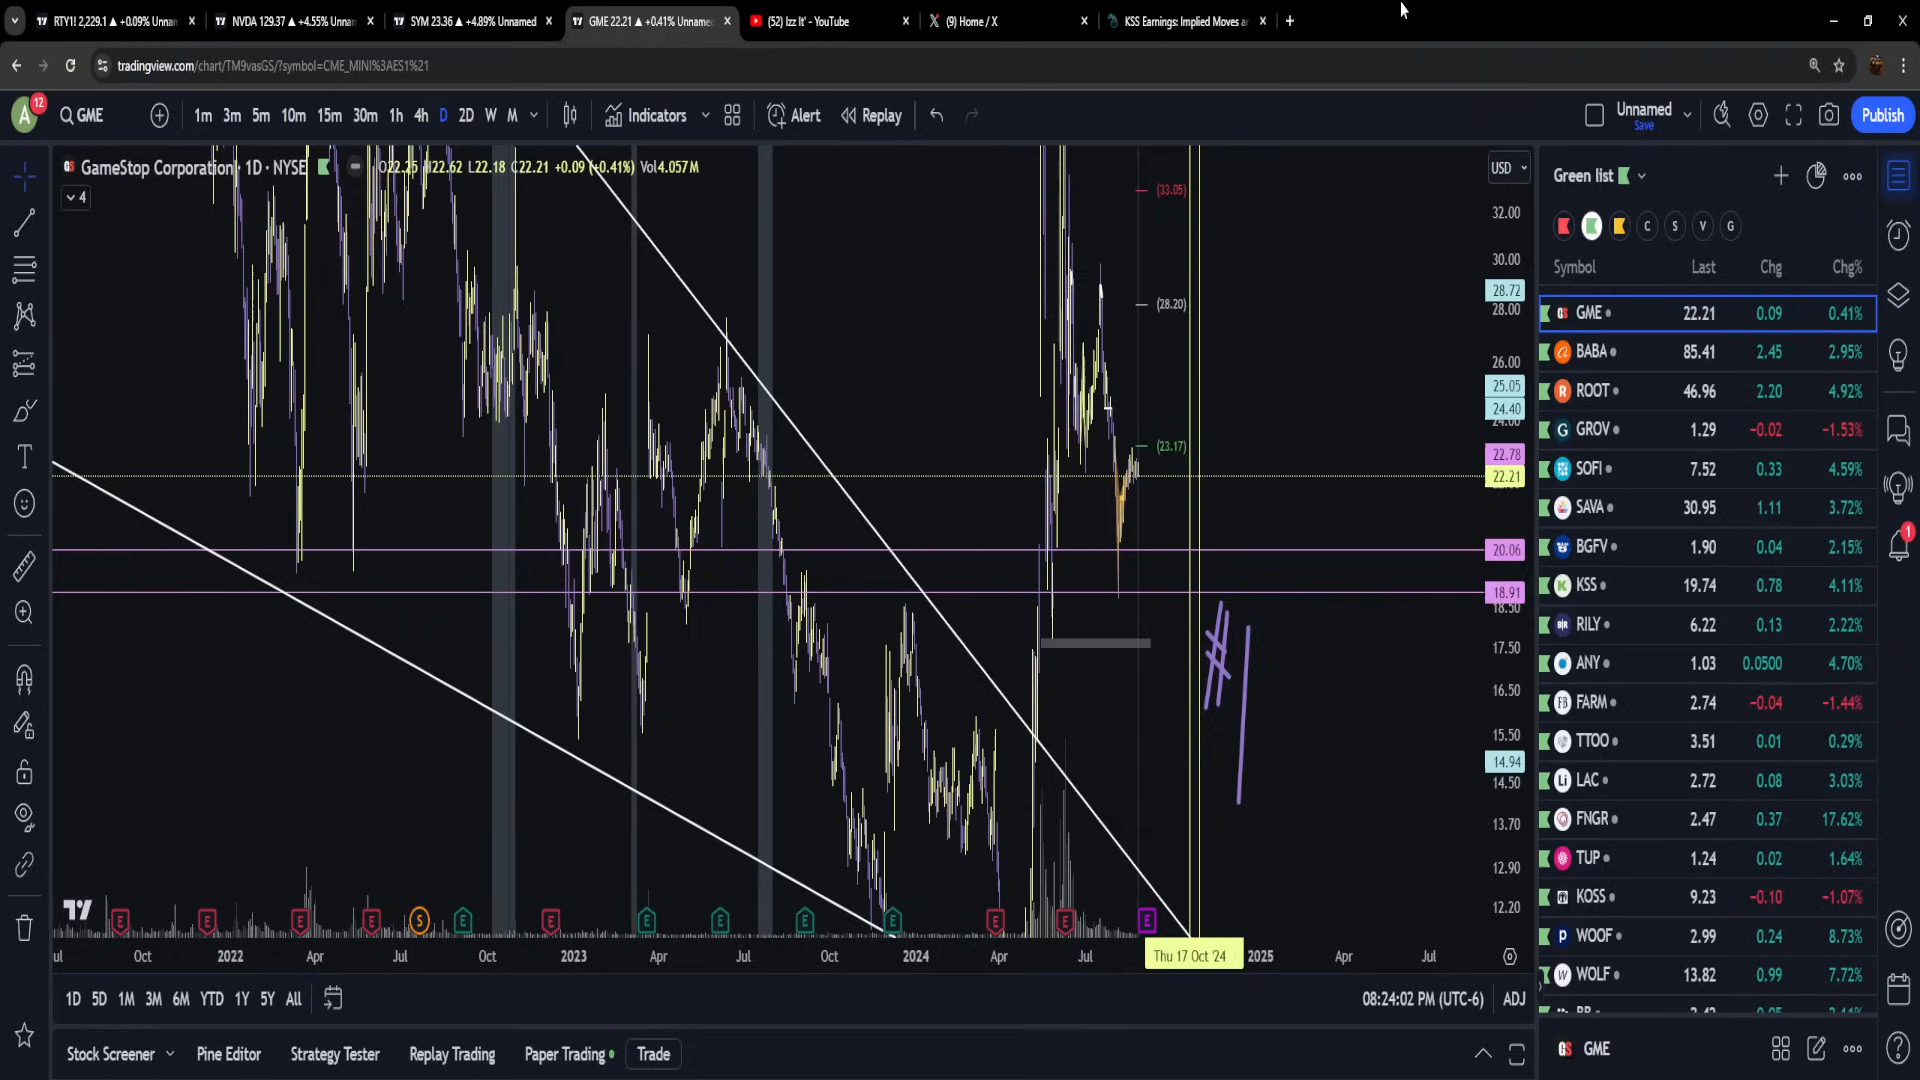 RTY1! 2,229.1 ▲ +0.09% Unnan
NVDA 129.37 ▲ +4.55% Unnan
SYM 23.36 ▲ +4.89% Unnamed
GME 22.21 ▲ +0.41% Unname
(52) Izz It' - YouTube
(9) Home / X
KSS Earnings: Implied Moves a
tradingview.com/chart/TM9vasGS/?symbol=CME_MINI%3AES1%21
A 12
GME
1m 3m 5m 10m 15m 30m 1h 4h D 2D W M
Indicators
Alert
Replay
Unnamed
Save
Publish
GameStop Corporation · 1D · NYSE
O22.25 H22.62 L22.18 C22.21 +0.09 (+0.41%) Vol4.057M
4
USD
(33.05)
(28.20)
(23.17)
32.00
30.00
28.72
28.00
26.00
25.05
24.40
24.00
22.78
22.21
20.06
18.91
18.50
17.50
16.50
15.50
14.94
14.50
13.70
12.90
12.20
E E E E S E E E E E E E E E
ul Oct 2022 Apr Jul Oct 2023 Apr Jul Oct 2024 Apr Jul Thu 17 Oct '24 2025 Apr Jul
1D 5D 1M 3M 6M YTD 1Y 5Y All
08:24:02 PM (UTC-6) ADJ
Stock Screener Pine Editor Strategy Tester Replay Trading Paper Trading Trade
Green list
C S V G
Symbol Last Chg Chg%
GME 22.21 0.09 0.41%
BABA 85.41 2.45 2.95%
ROOT 46.96 2.20 4.92%
GROV 1.29 −0.02 −1.53%
SOFI 7.52 0.33 4.59%
SAVA 30.95 1.11 3.72%
BGFV 1.90 0.04 2.15%
KSS 19.74 0.78 4.11%
RILY 6.22 0.13 2.22%
ANY 1.03 0.0500 4.70%
FARM 2.74 −0.04 −1.44%
TTOO 3.51 0.01 0.29%
LAC 2.72 0.08 3.03%
FNGR 2.47 0.37 17.62%
TUP 1.24 0.02 1.64%
KOSS 9.23 −0.10 −1.07%
WOOF 2.99 0.24 8.73%
WOLF 13.82 0.99 7.72%
GME
1